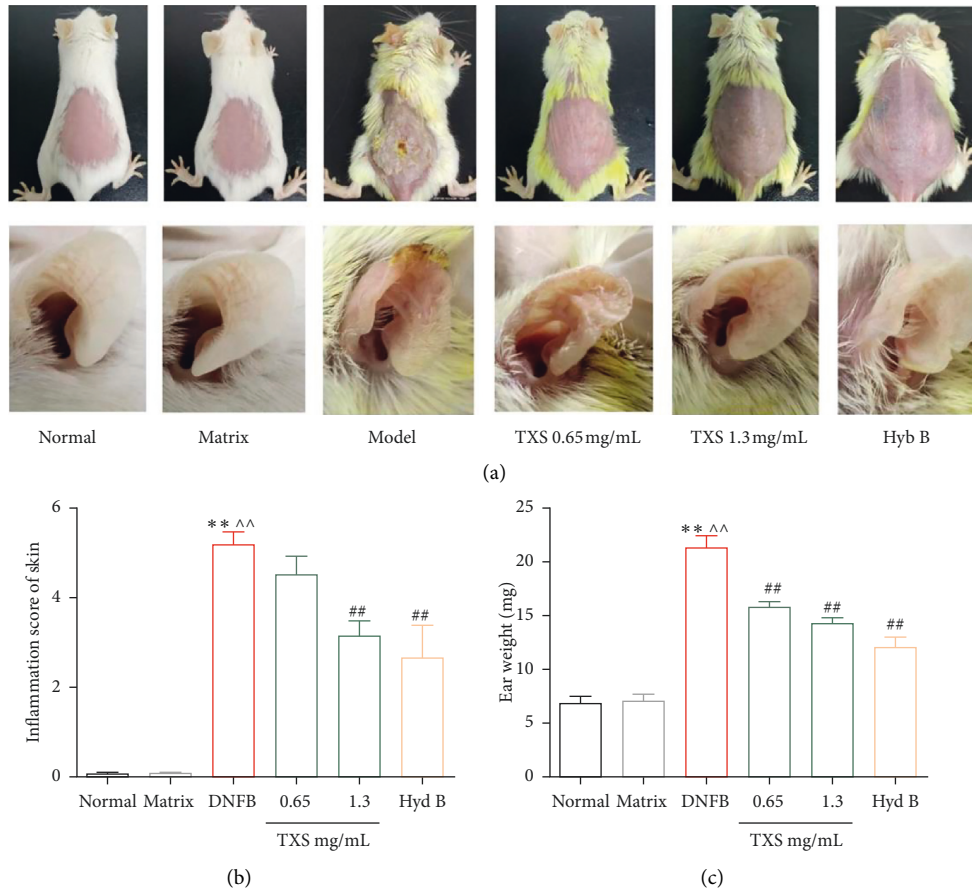 Normal Matrix Model TXS 0.65 mg/mL TXS 1.3 mg/mL Hyb B
(a)
Inflammation score of skin
6
4
2
0
** ^^
##
##
Normal Matrix DNFB 0.65 1.3 Hyd B
TXS mg/mL
(b)
Ear weight (mg)
25
20
15
10
5
0
** ^^
##
##
##
Normal Matrix DNFB 0.65 1.3 Hyd B
TXS mg/mL
(c)